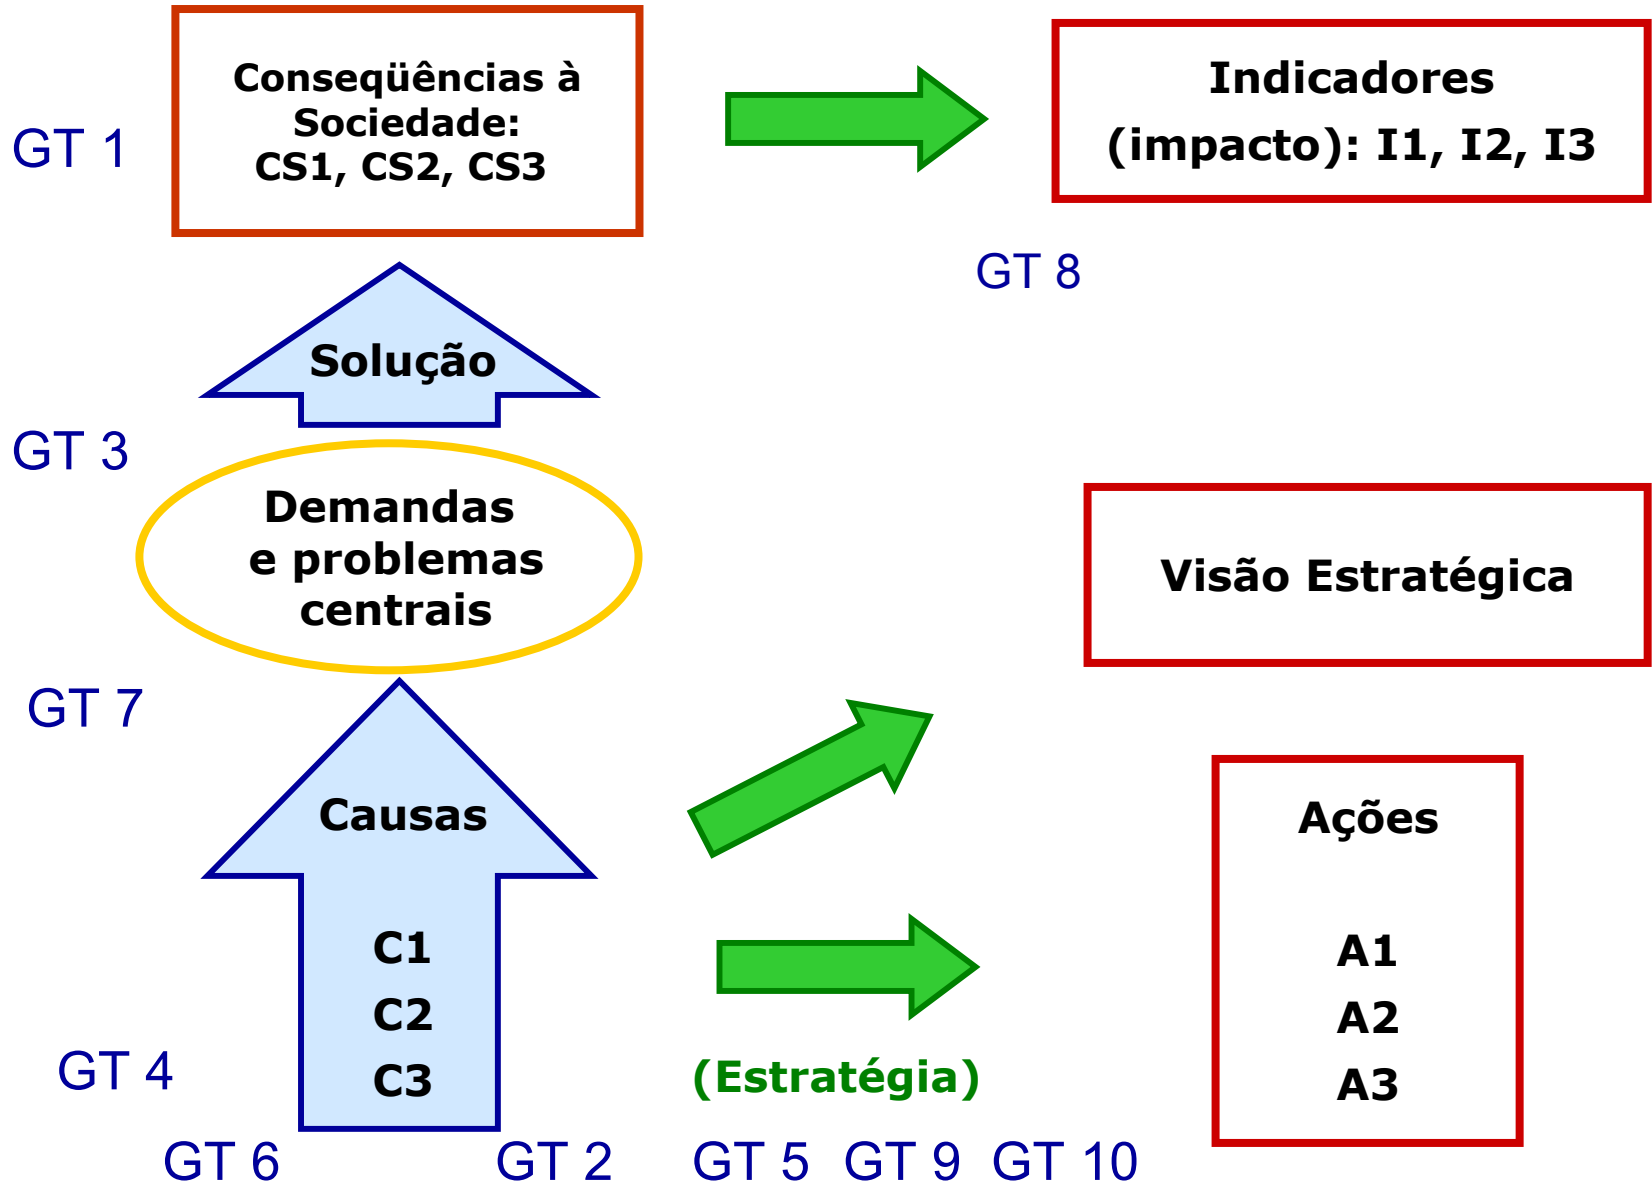 Conseqüências à
Sociedade:
CS1, CS2, CS3
GT 1
Indicadores
(impacto): I1, I2, I3
GT 8
Solução
GT 3
Demandas
e problemas
centrais
Visão Estratégica
GT 7
Causas
C1
C2
C3
Ações
A1
A2
A3
GT 4
(Estratégia)
GT 6
GT 2
GT 5
GT 9
GT 10